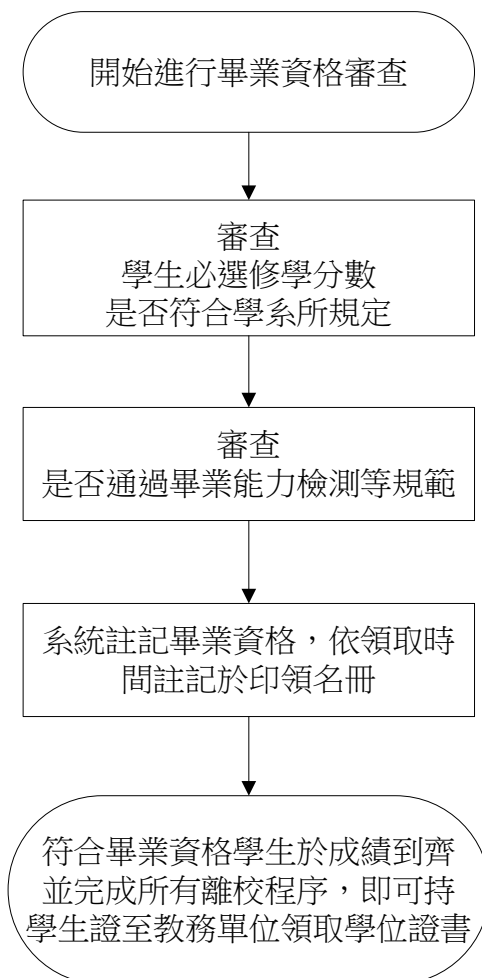 開始進行畢業資格審查
審查
學生必選修學分數
是否符合學系所規定
審查
是否通過畢業能力檢測等規範
系統註記畢業資格，依領取時
間註記於印領名冊
符合畢業資格學生於成績到齊
並完成所有離校程序，即可持
學生證至教務單位領取學位證書